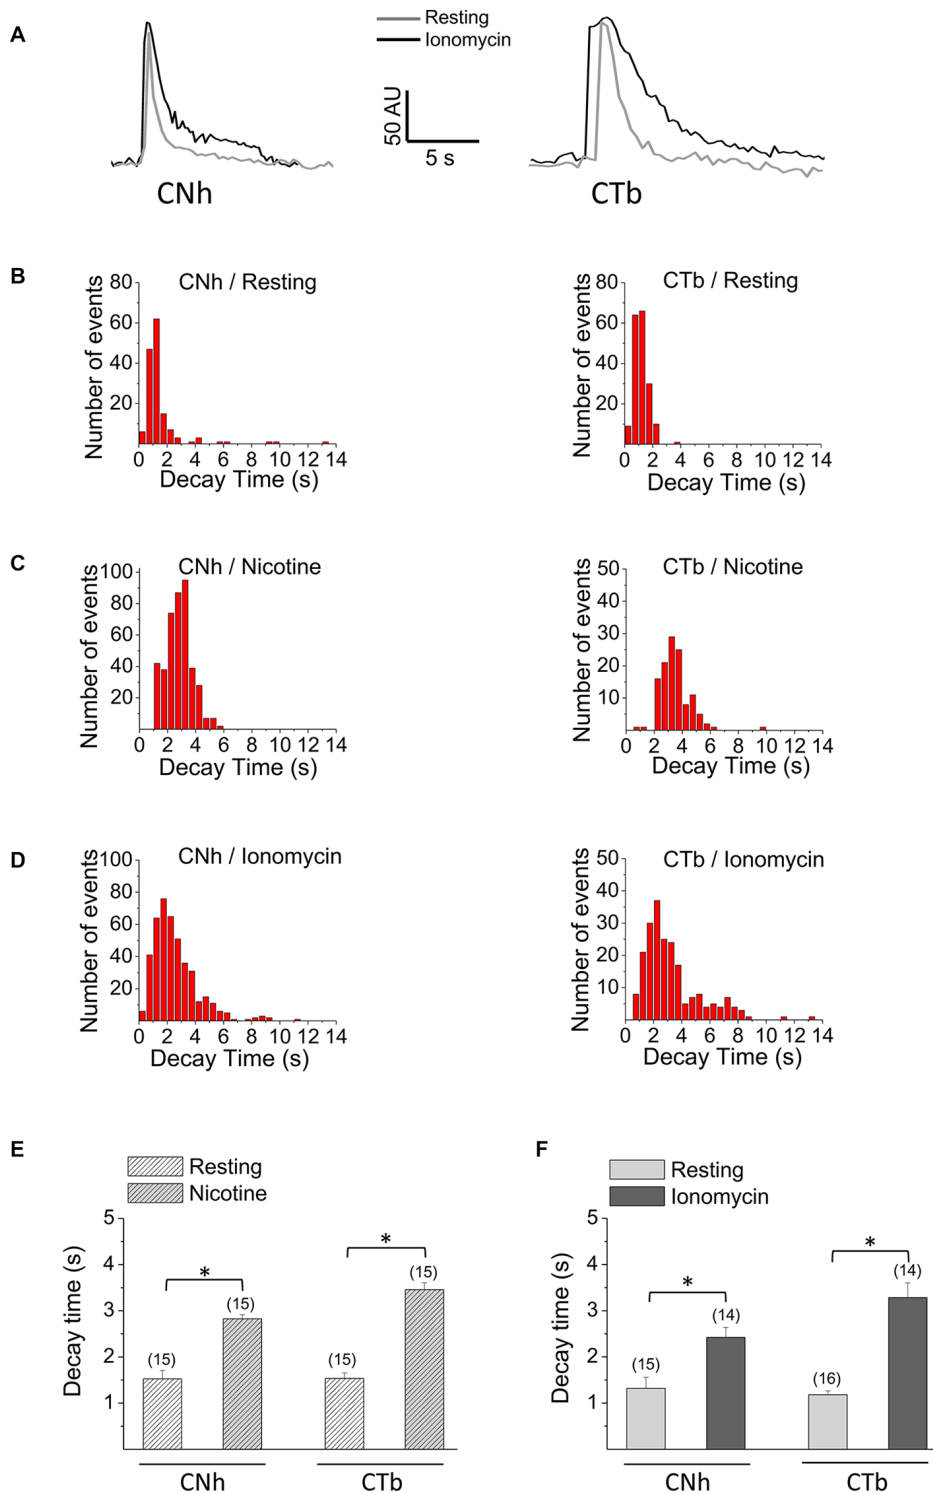 A
Resting
Ionomycin
50 AU
5 s
CNh
CTb
B
CNh / Resting
Number of events
80
60
40
20
0 2 4 6 8 10 12 14
Decay Time (s)
CTb / Resting
Number of events
80
60
40
20
0 2 4 6 8 10 12 14
Decay Time (s)
C
CNh / Nicotine
Number of events
100
80
60
40
20
0 2 4 6 8 10 12 14
Decay Time (s)
CTb / Nicotine
Number of events
50
40
30
20
10
0 2 4 6 8 10 12 14
Decay Time (s)
D
CNh / Ionomycin
Number of events
100
80
60
40
20
0 2 4 6 8 10 12 14
Decay Time (s)
CTb / Ionomycin
Number of events
50
40
30
20
10
0 2 4 6 8 10 12 14
Decay Time (s)
E
Resting
Nicotine
Decay time (s)
5
4
3
2
1
*
*
(15)
(15)
(15)
(15)
CNh
CTb
F
Resting
Ionomycin
Decay time (s)
5
4
3
2
1
*
*
(15)
(14)
(16)
(14)
CNh
CTb